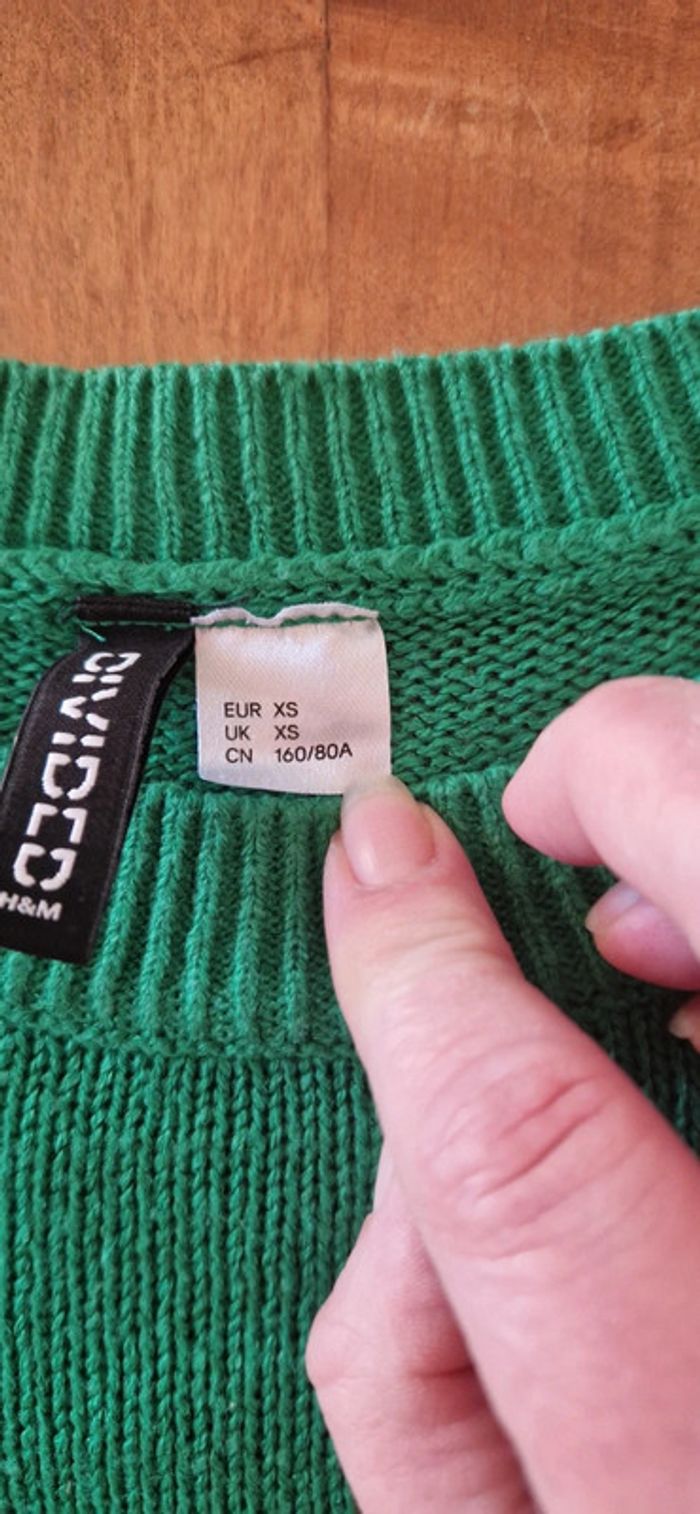 DIVIDED
H&M
EUR XS
UK XS
CN 160/80A